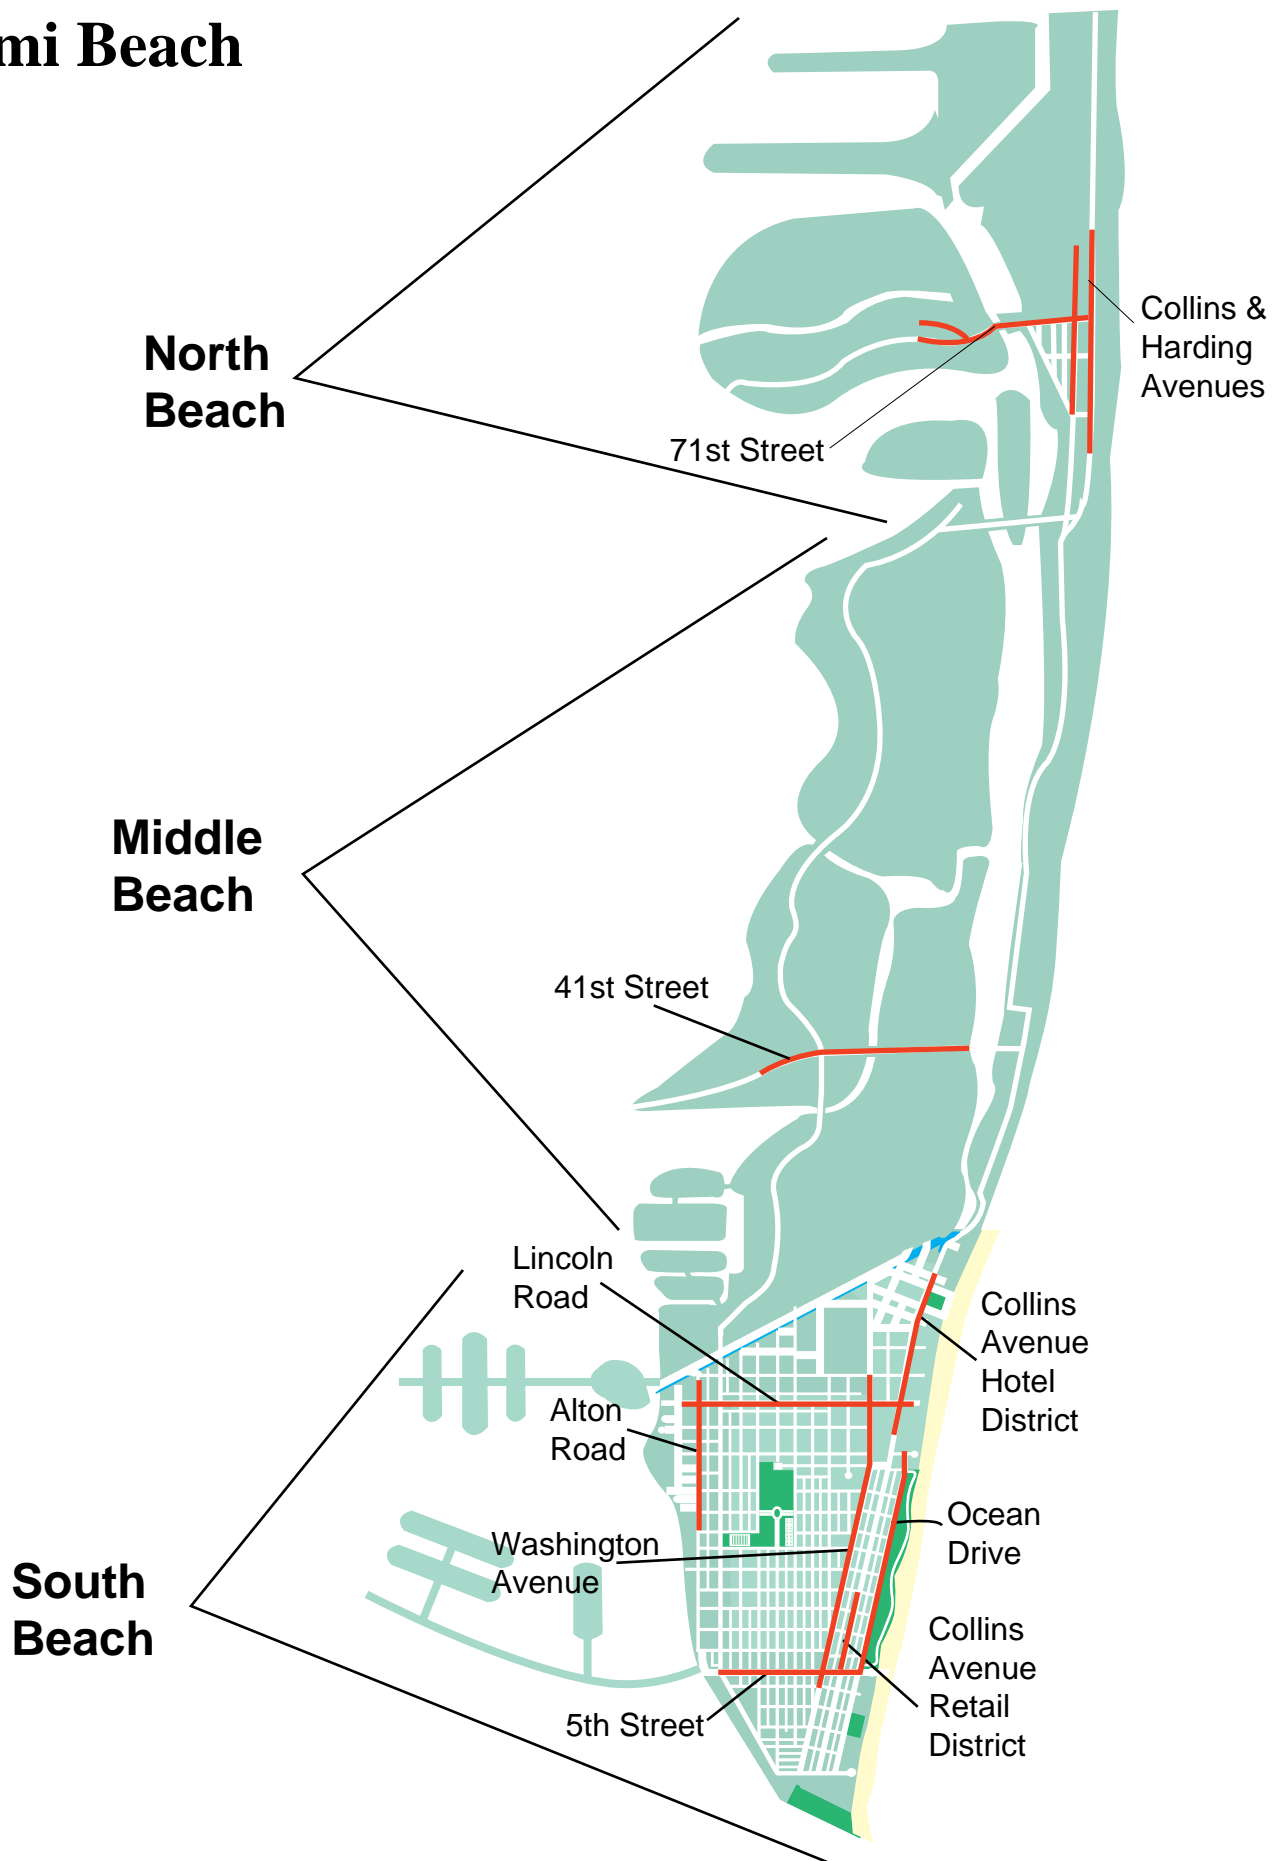 mi Beach
North
Beach
Collins &
Harding
Avenues
71st Street
Middle
Beach
41st Street
Lincoln
Road
Collins
Avenue
Hotel
District
Alton
Road
Ocean
Drive
Washington
Avenue
South
Beach
Collins
Avenue
Retail
District
5th Street